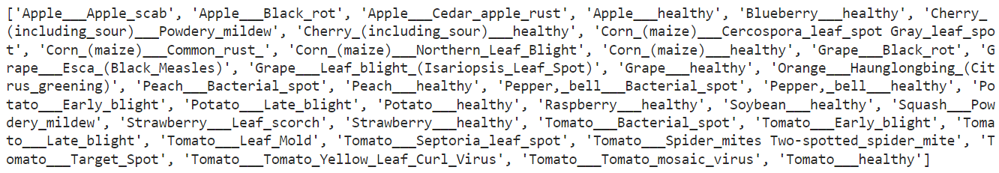 ['Apple___Apple_scab', 'Apple___Black_rot', 'Apple___Cedar_apple_rust', 'Apple___healthy', 'Blueberry___healthy', 'Cherry_
(including_sour)___Powdery_mildew', 'Cherry_(including_sour)___healthy', 'Corn_(maize)___Cercospora_leaf_spot Gray_leaf_spo
t', 'Corn_(maize)___Common_rust_', 'Corn_(maize)___Northern_Leaf_Blight', 'Corn_(maize)___healthy', 'Grape___Black_rot', 'G
rape___Esca_(Black_Measles)', 'Grape___Leaf_blight_(Isariopsis_Leaf_Spot)', 'Grape___healthy', 'Orange___Haunglongbing_(Cit
rus_greening)', 'Peach___Bacterial_spot', 'Peach___healthy', 'Pepper,_bell___Bacterial_spot', 'Pepper,_bell___healthy', 'Po
tato___Early_blight', 'Potato___Late_blight', 'Potato___healthy', 'Raspberry___healthy', 'Soybean___healthy', 'Squash___Pow
dery_mildew', 'Strawberry___Leaf_scorch', 'Strawberry___healthy', 'Tomato___Bacterial_spot', 'Tomato___Early_blight', 'Toma
to___Late_blight', 'Tomato___Leaf_Mold', 'Tomato___Septoria_leaf_spot', 'Tomato___Spider_mites Two-spotted_spider_mite', 'T
omato___Target_Spot', 'Tomato___Tomato_Yellow_Leaf_Curl_Virus', 'Tomato___Tomato_mosaic_virus', 'Tomato___healthy']